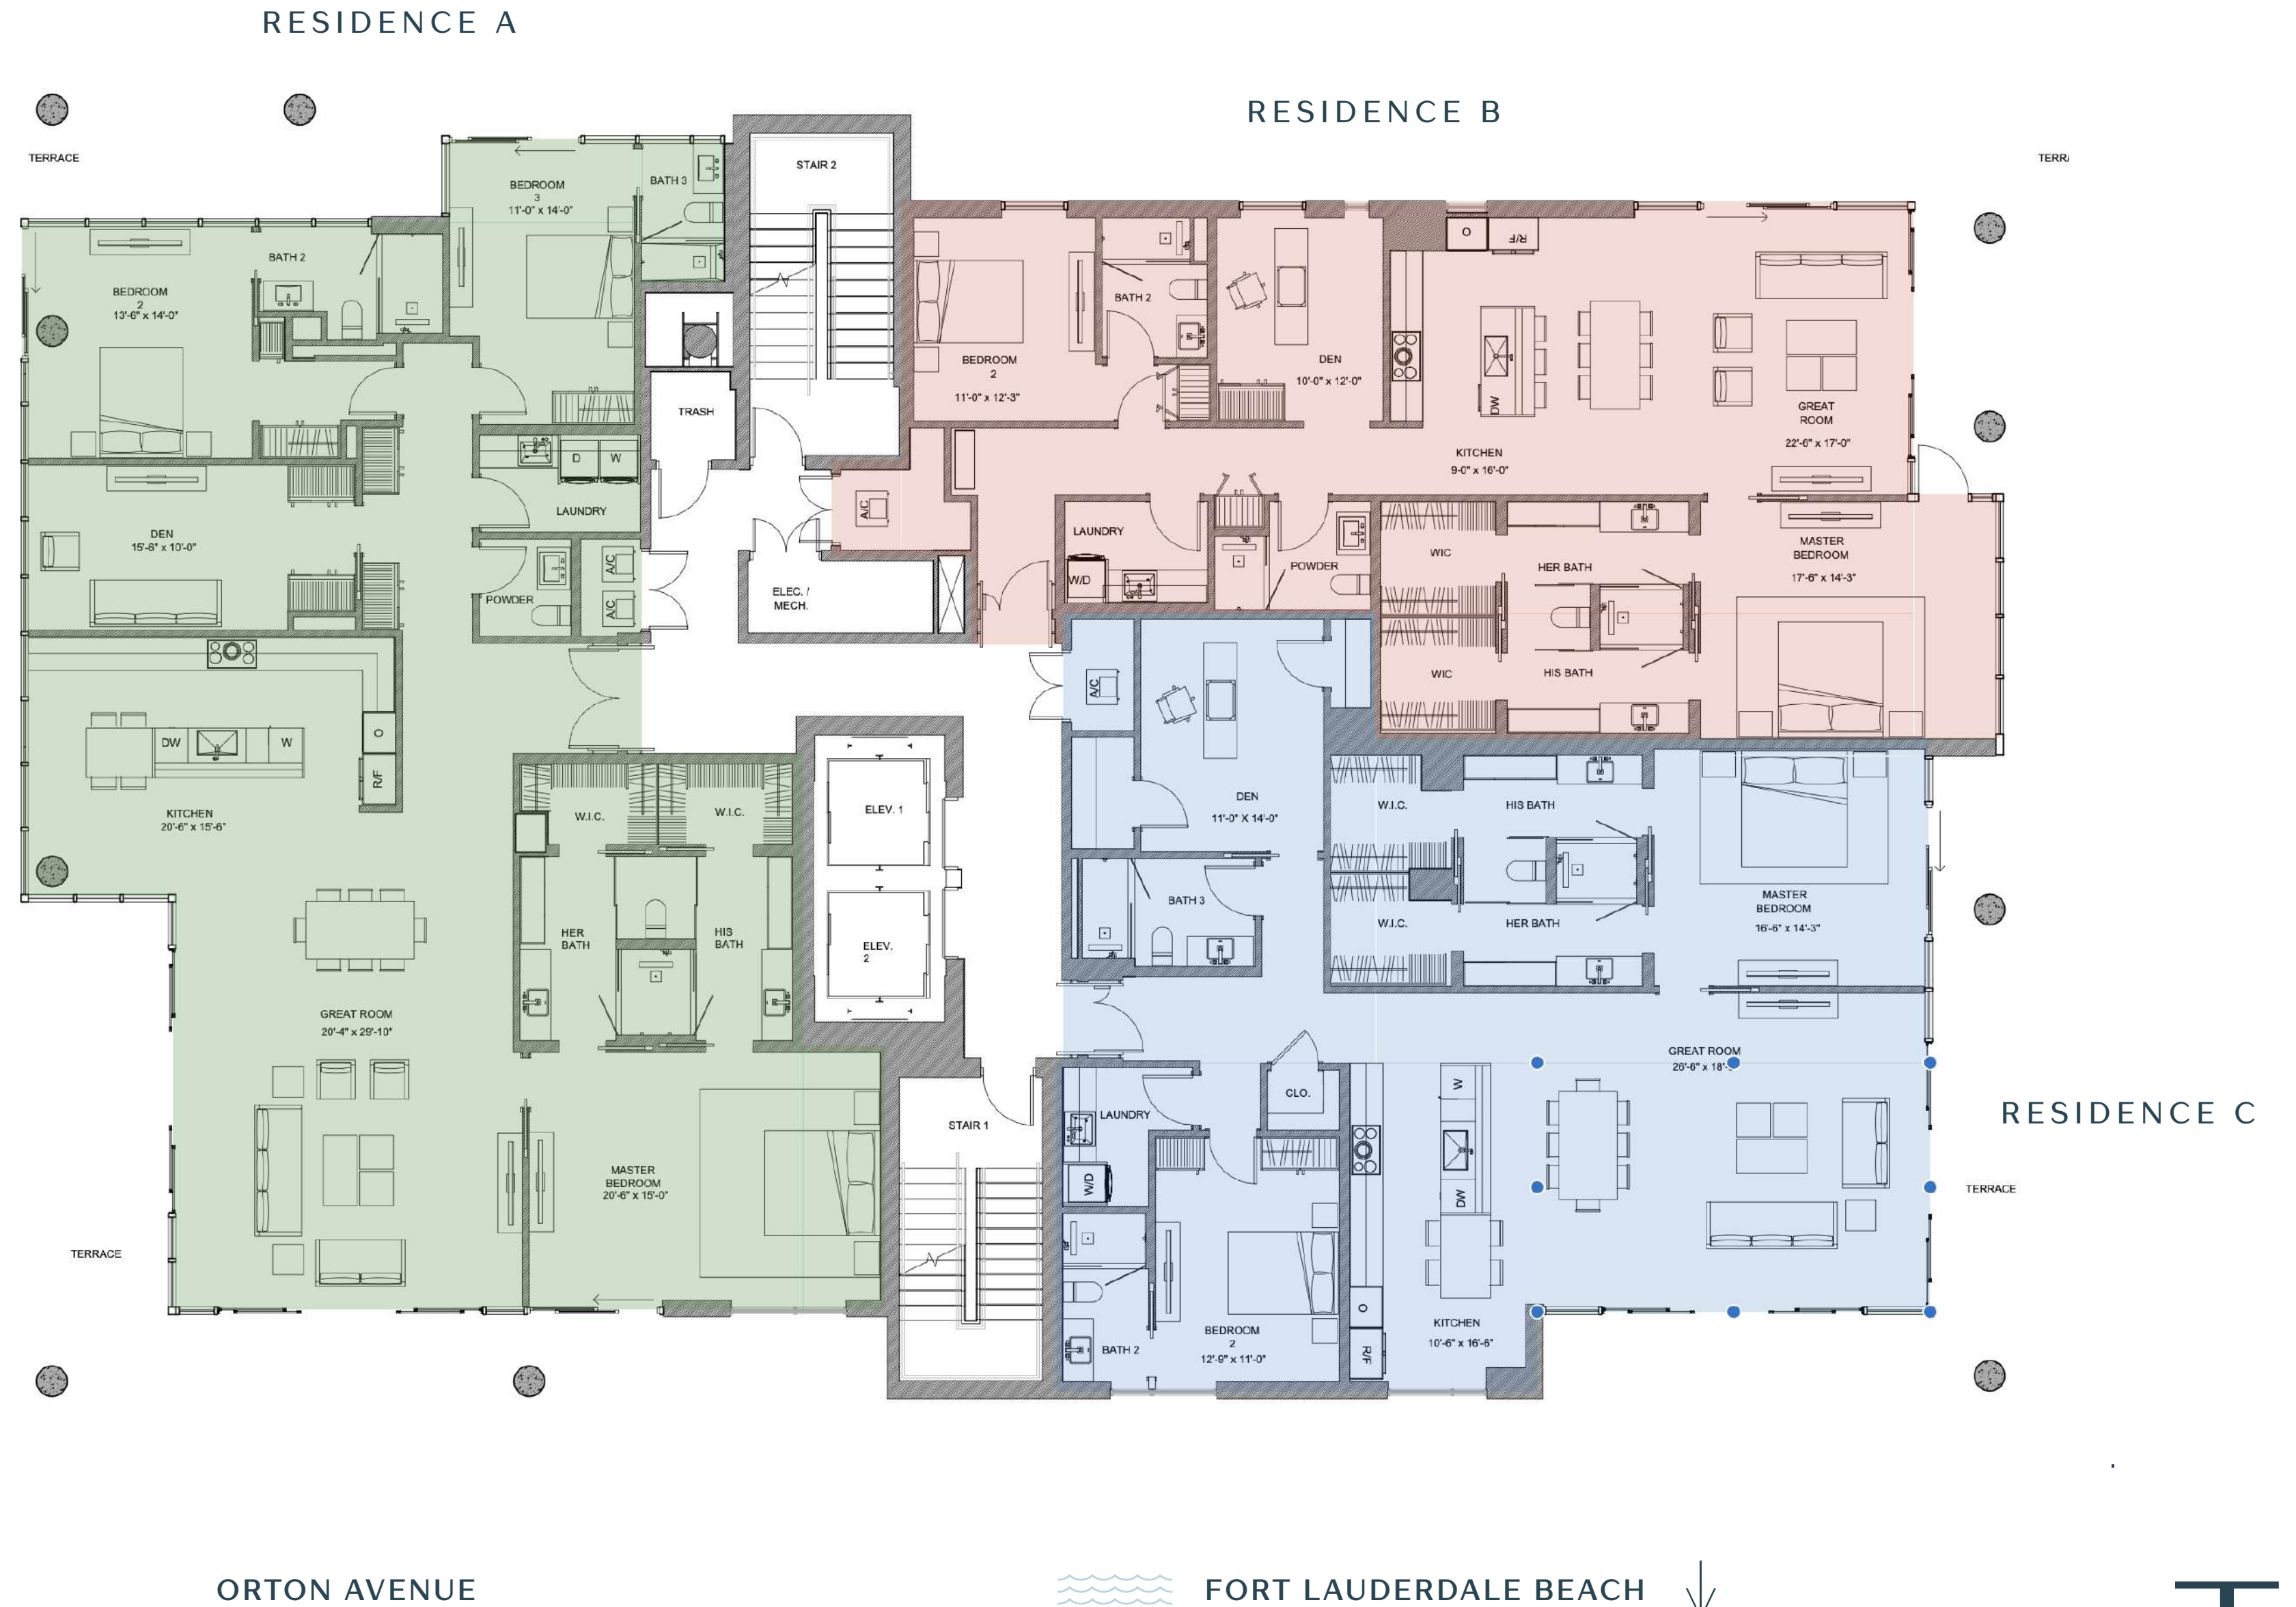 RESIDENCE A
RESIDENCE B
TERRACE
STAIR 2
TERR
BEDROOM
3
11'-0" x 14'-0"
BATH 3
BATH 2
BEDROOM
2
13'-6" x 14'-0"
TRASH
D
W
LAUNDRY
DEN
15'-6" x 10'-0"
POWDER
A/C
A/C
ELEC. /
MECH.
A/C
BEDROOM
2
11'-0" x 12'-3"
BATH 2
DEN
10'-0" x 12'-0"
O
R/F
DW
KITCHEN
9-0" x 16'-0"
GREAT
ROOM
22'-6" x 17'-0"
LAUNDRY
W/D
POWDER
WIC
WIC
HER BATH
HIS BATH
MASTER
BEDROOM
17'-6" x 14'-3"
DW
W
O
R/F
KITCHEN
20'-6" x 15'-6"
W.I.C.
W.I.C.
HER
BATH
HIS
BATH
GREAT ROOM
20'-4" x 29'-10"
MASTER
BEDROOM
20'-6" x 15'-0"
TERRACE
ELEV. 1
ELEV.
2
STAIR 1
A/C
DEN
11'-0" X 14'-0"
BATH 3
W.I.C.
W.I.C.
HIS BATH
HER BATH
MASTER
BEDROOM
16'-6" x 14'-3"
GREAT ROOM
26'-6" x 18'-
CLO.
LAUNDRY
W/D
W
DW
BATH 2
BEDROOM
2
12'-9" x 11'-0"
O
R/F
KITCHEN
10'-6" x 16'-6"
RESIDENCE C
TERRACE
ORTON AVENUE
FORT LAUDERDALE BEACH